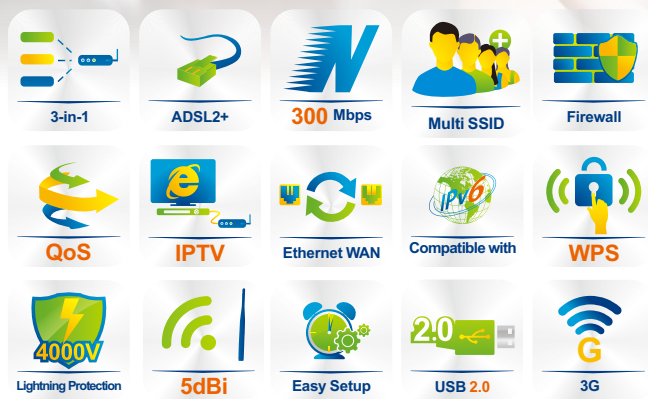 3-in-1
ADSL2+
N
300 Mbps
Multi SSID
Firewall
QoS
e
IPTV
Ethernet WAN
IPv6
Compatible with
WPS
4000V
Lightning Protection
5dBi
Easy Setup
2.0
USB 2.0
G
3G